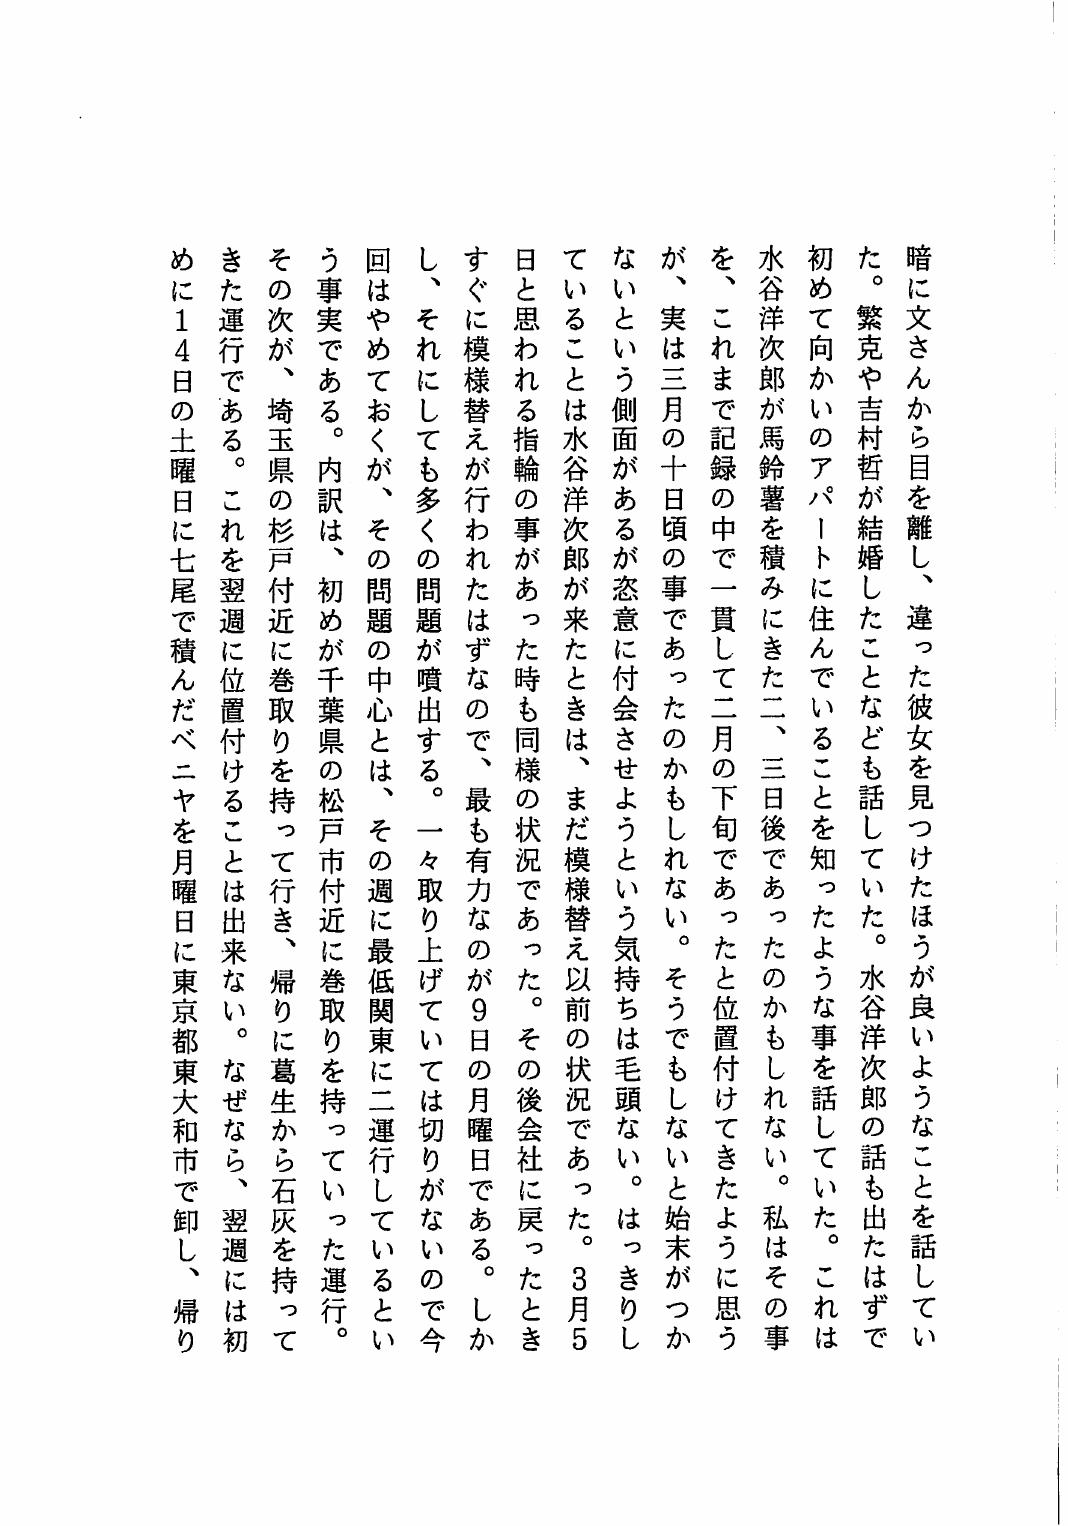 暗に文さんから目を離し、違った彼女を見つけたほうが良いようなことを話してい
た。繁克や吉村哲が結婚したことなども話していた。水谷洋次郎の話も出たはずで
初めて向かいのアパートに住んでいることを知ったような事を話していた。これは
水谷洋次郎が馬鈴薯を積みにきた二、三日後であったのかもしれない。私はその事
を、これまで記録の中で一貫して二月の下旬であったと位置付けてきたように思う
が、実は三月の十日頃の事であったのかもしれない。そうでもしないと始末がつか
ないという側面があるが恣意に付会させようという気持ちは毛頭ない。はっきりし
ていることは水谷洋次郎が来たときは、まだ模様替え以前の状況であった。3月5
日と思われる指輪の事があった時も同様の状況であった。その後会社に戻ったとき
すぐに模様替えが行われたはずなので、最も有力なのが9日の月曜日である。しか
し、それにしても多くの問題が噴出する。一々取り上げていては切りがないので今
回はやめておくが、その問題の中心とは、その週に最低関東に二運行しているとい
う事実である。内訳は、初めが千葉県の松戸市付近に巻取りを持っていった運行。
その次が、埼玉県の杉戸付近に巻取りを持って行き、帰りに葛生から石灰を持って
きた運行である。これを翌週に位置付けることは出来ない。なぜなら、翌週には初
めに14日の土曜日に七尾で積んだベニヤを月曜日に東京都東大和市で卸し、帰り